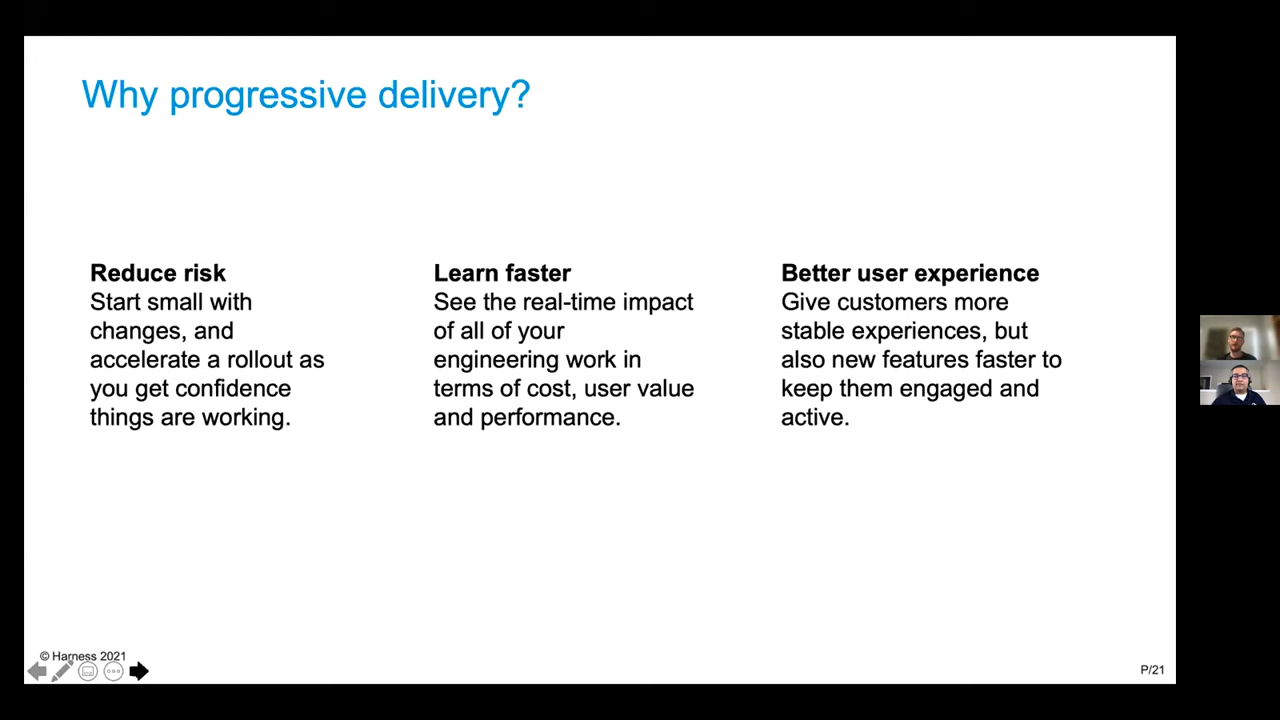 Why progressive delivery?
Reduce risk
Start small with
changes, and
accelerate a rollout as
you get confidence
things are working.
Learn faster
See the real-time impact
of all of your
engineering work in
terms of cost, user value
and performance.
Better user experience
Give customers more
stable experiences, but
also new features faster to
keep them engaged and
active.
© Harness 2021
P/21